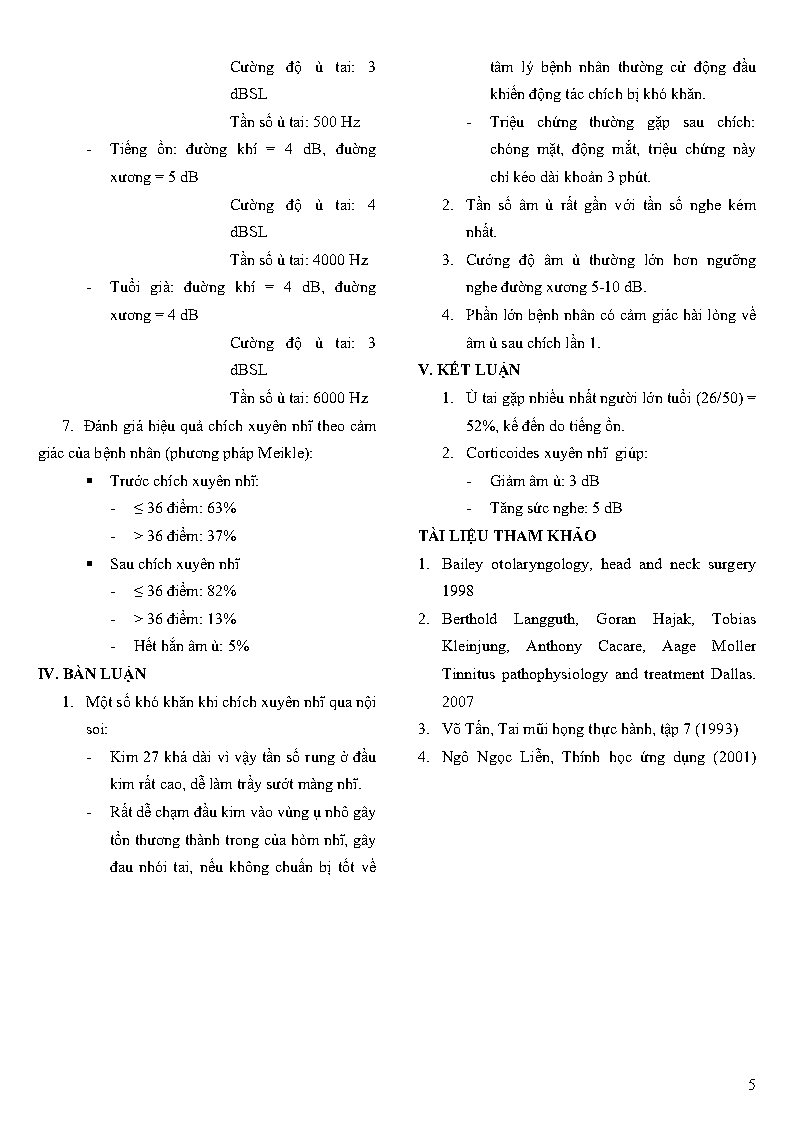 Cường độ ù tai: 3
dBSL
Tần số ù tai: 500 Hz
- Tiếng ồn: đường khí = 4 dB, đuờng
xương = 5 dB
Cường độ ù tai: 4
dBSL
Tần số ù tai: 4000 Hz
- Tuổi già: đuờng khí = 4 dB, đuờng
xương = 4 dB
Cường độ ù tai: 3
dBSL
Tần số ù tai: 6000 Hz
7. Đánh giá hiệu quả chích xuyên nhĩ theo cảm
giác của bệnh nhân (phương pháp Meikle):
▪ Trước chích xuyên nhĩ:
- ≤ 36 điểm: 63%
- > 36 điểm: 37%
▪ Sau chích xuyên nhĩ
- ≤ 36 điểm: 82%
- > 36 điểm: 13%
- Hết hẳn âm ù: 5%
IV. BÀN LUẬN
1. Một số khó khăn khi chích xuyên nhĩ qua nội
soi:
- Kim 27 khá dài vì vậy tần số rung ở đầu
kim rất cao, dễ làm trầy sướt màng nhĩ.
- Rất dễ chạm đầu kim vào vùng ụ nhô gây
tổn thương thành trong của hòm nhĩ, gây
đau nhói tai, nếu không chuẩn bị tốt về
tâm lý bệnh nhân thường cử động đầu
khiến động tác chích bị khó khăn.
- Triệu chứng thường gặp sau chích:
chóng mặt, động mắt, triệu chứng này
chỉ kéo dài khoản 3 phút.
2. Tần số âm ù rất gần với tần số nghe kém
nhất.
3. Cướng độ âm ù thường lớn hơn ngưỡng
nghe đường xương 5-10 dB.
4. Phần lớn bệnh nhân có cảm giác hài lòng về
âm ù sau chích lần 1.
V. KẾT LUẬN
1. Ù tai gặp nhiều nhất người lớn tuổi (26/50) =
52%, kế đến do tiếng ồn.
2. Corticoides xuyên nhĩ giúp:
- Giảm âm ù: 3 dB
- Tăng sức nghe: 5 dB
TÀI LIỆU THAM KHẢO
1. Bailey otolaryngology, head and neck surgery
1998
2. Berthold Langguth, Goran Hajak, Tobias
Kleinjung, Anthony Cacare, Aage Moller
Tinnitus pathophysiology and treatment Dallas.
2007
3. Võ Tấn, Tai mũi họng thực hành, tập 7 (1993)
4. Ngô Ngọc Liễn, Thính học ứng dụng (2001)
5